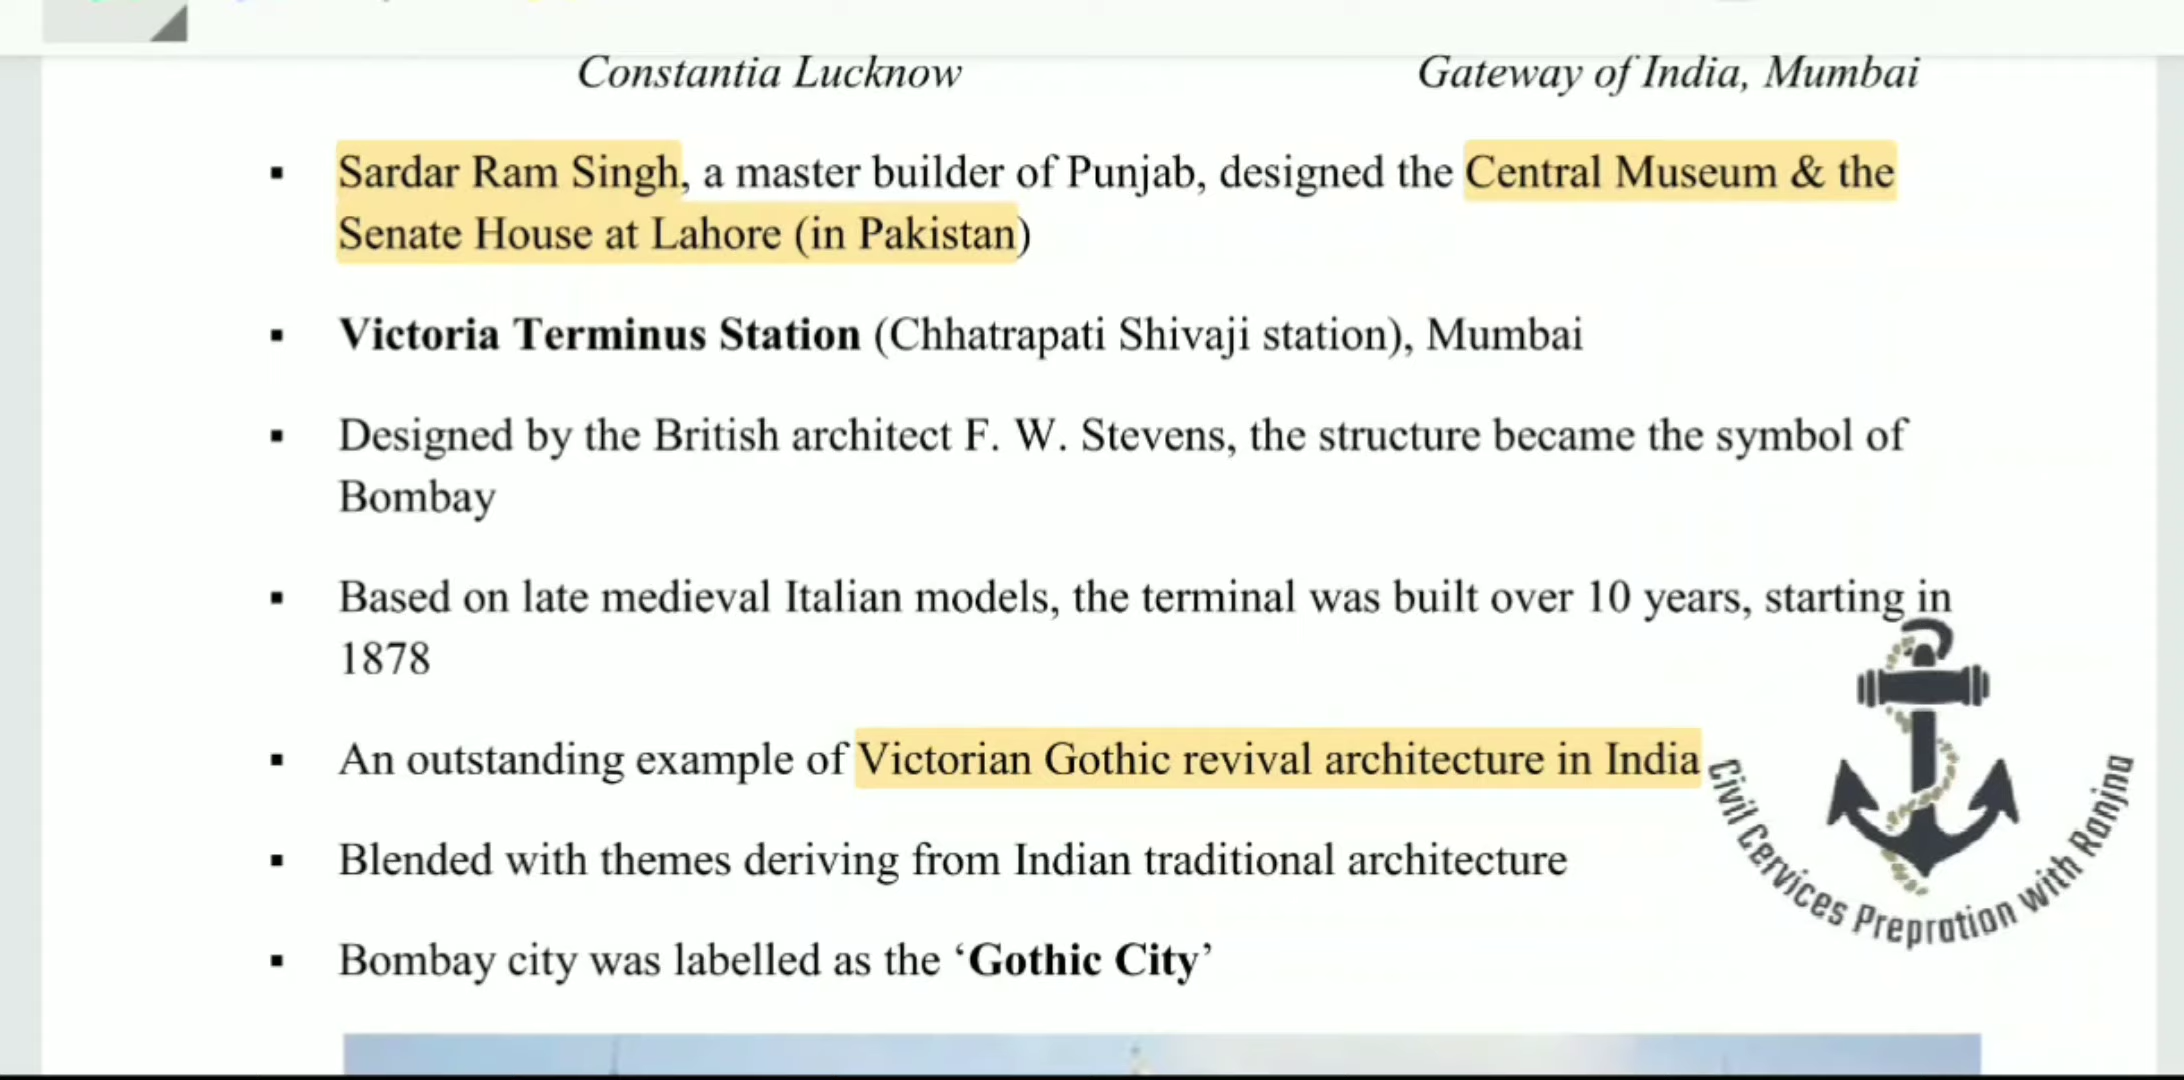 Constantia Lucknow
Gateway of India, Mumbai
▪ Sardar Ram Singh, a master builder of Punjab, designed the Central Museum & the
Senate House at Lahore (in Pakistan)
▪ Victoria Terminus Station (Chhatrapati Shivaji station), Mumbai
▪ Designed by the British architect F. W. Stevens, the structure became the symbol of
Bombay
▪ Based on late medieval Italian models, the terminal was built over 10 years, starting in
1878
▪ An outstanding example of Victorian Gothic revival architecture in India
▪ Blended with themes deriving from Indian traditional architecture
▪ Bombay city was labelled as the ‘Gothic City’
Civil Cervices Prepration with Ranjna